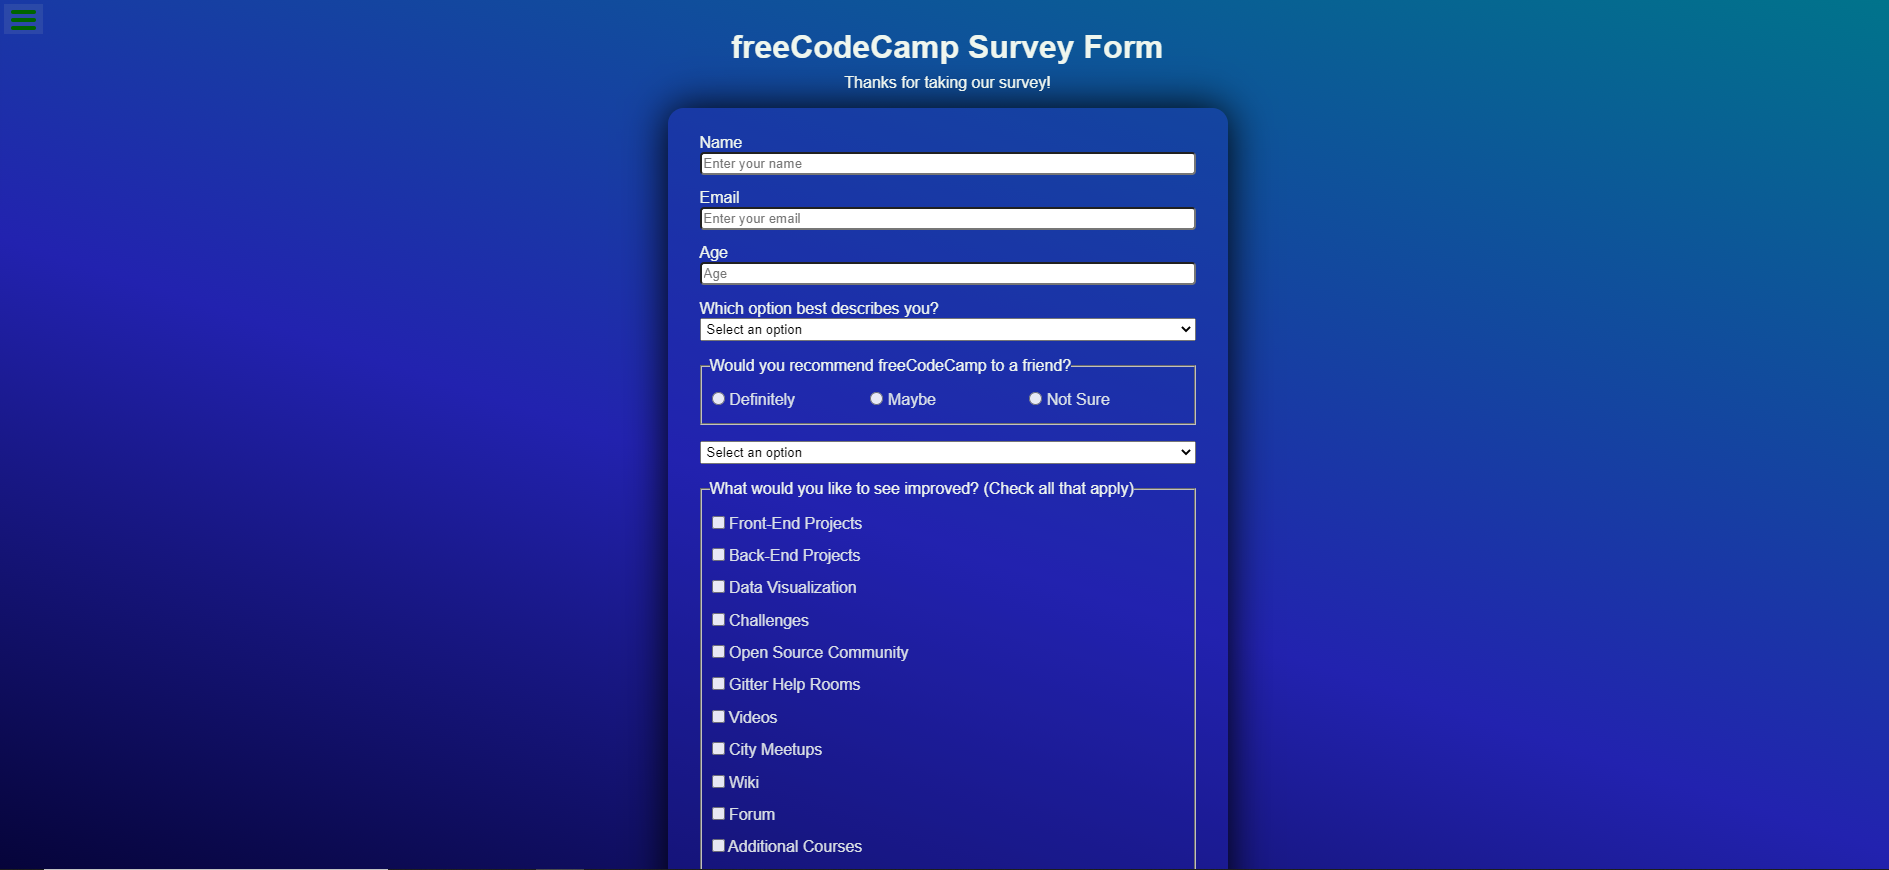 freeCodeCamp Survey Form
Thanks for taking our survey!
Name
Enter your name
Email
Enter your email
Age
Age
Which option best describes you?
Select an option
Would you recommend freeCodeCamp to a friend?
Definitely Maybe Not Sure
Select an option
What would you like to see improved? (Check all that apply)
Front-End Projects
Back-End Projects
Data Visualization
Challenges
Open Source Community
Gitter Help Rooms
Videos
City Meetups
Wiki
Forum
Additional Courses